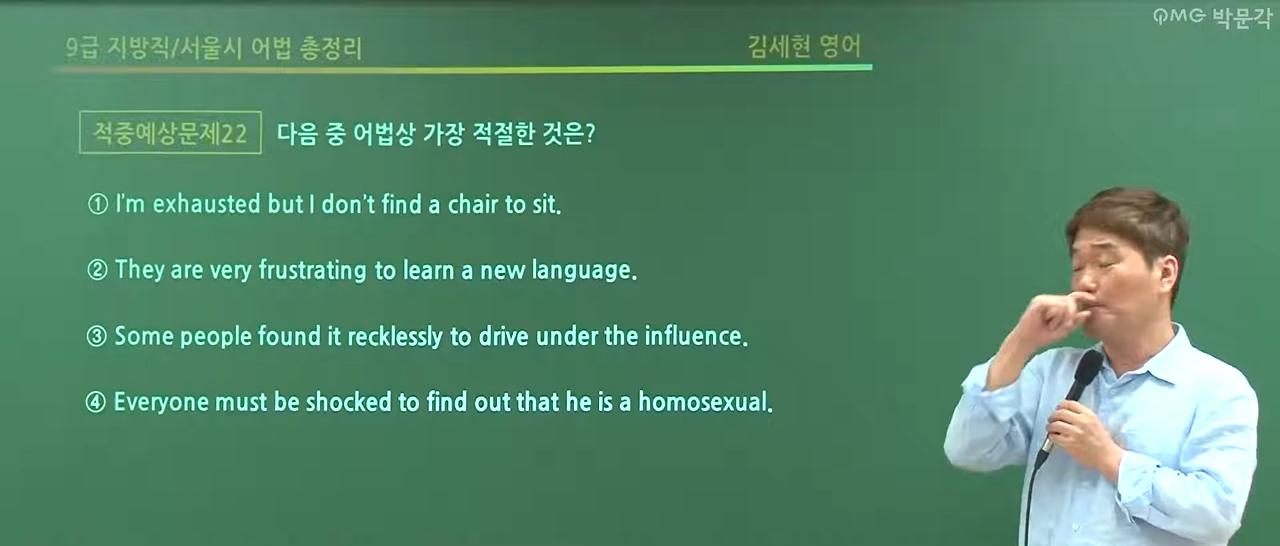 QMG 박문각
9급 지방직/서울시 어법 총정리 김세현 영어
적중예상문제22 다음 중 어법상 가장 적절한 것은?
① I'm exhausted but I don't find a chair to sit.
② They are very frustrating to learn a new language.
③ Some people found it recklessly to drive under the influence.
④ Everyone must be shocked to find out that he is a homosexual.